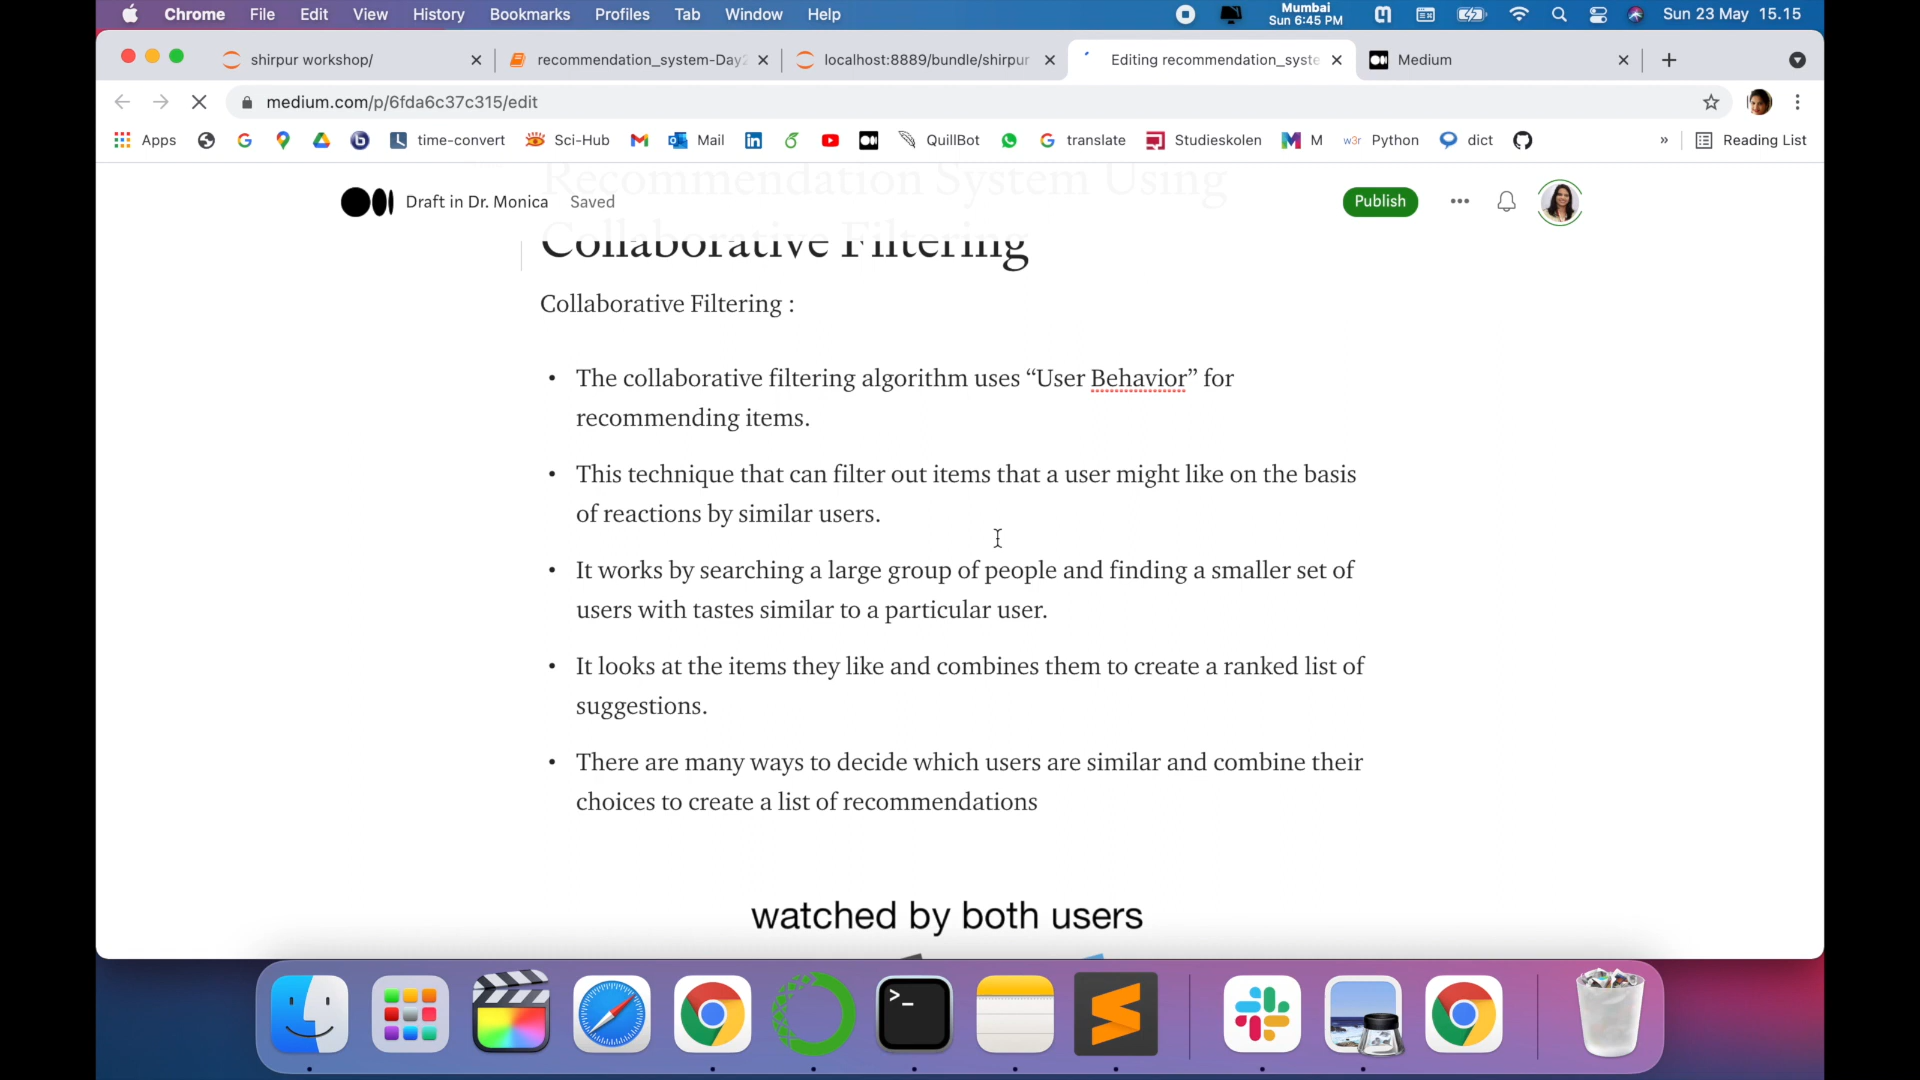 Chrome File Edit View History Bookmarks Profiles Tab Window Help
Mumbai
Sun 6:45 PM
Sun 23 May 15.15
shirpur workshop/
recommendation_system-Day2
localhost:8889/bundle/shirpur
Editing recommendation_syste
Medium
medium.com/p/6fda6c37c315/edit
Apps time-convert Sci-Hub Mail QuillBot translate Studieskolen M w3r Python dict » Reading List
Recommendation System Using
Draft in Dr. Monica Saved Publish
Collaborative Filtering
Collaborative Filtering :
• The collaborative filtering algorithm uses “User Behavior” for
recommending items.
• This technique that can filter out items that a user might like on the basis
of reactions by similar users.
• It works by searching a large group of people and finding a smaller set of
users with tastes similar to a particular user.
• It looks at the items they like and combines them to create a ranked list of
suggestions.
• There are many ways to decide which users are similar and combine their
choices to create a list of recommendations
watched by both users